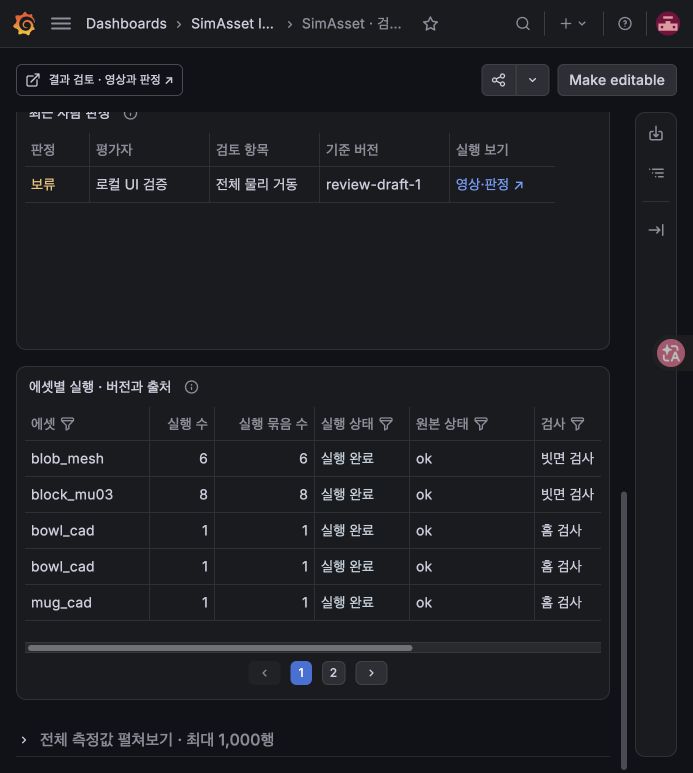 Dashboards › SimAsset I... › SimAsset · 검...
결과 검토 · 영상과 판정 ↗
Make editable
최근 사람 판정
판정 평가자 검토 항목 기준 버전 실행 보기
보류 로컬 UI 검증 전체 물리 거동 review-draft-1 영상·판정 ↗
에셋별 실행 · 버전과 출처
에셋 실행 수 실행 묶음 수 실행 상태 원본 상태 검사
blob_mesh 6 6 실행 완료 ok 빗면 검사
block_mu03 8 8 실행 완료 ok 빗면 검사
bowl_cad 1 1 실행 완료 ok 홈 검사
bowl_cad 1 1 실행 완료 ok 홈 검사
mug_cad 1 1 실행 완료 ok 홈 검사
1 2
전체 측정값 펼쳐보기 · 최대 1,000행